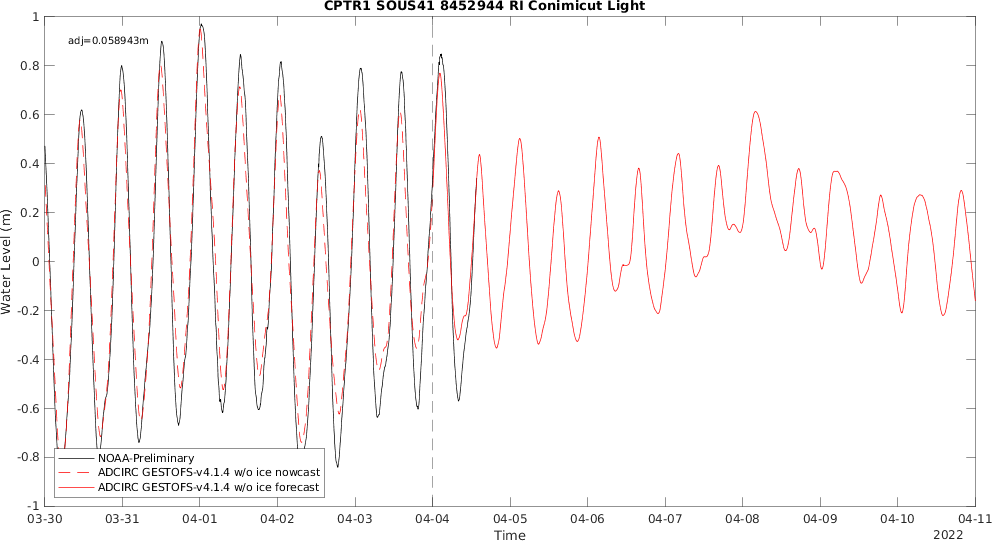 CPTR1 SOUS41 8452944 RI Conimicut Light
adj=0.058943m
Water Level (m)
1
0.8
0.6
0.4
0.2
0
-0.2
-0.4
-0.6
-0.8
-1
NOAA-Preliminary
ADCIRC GESTOFS-v4.1.4 w/o ice nowcast
ADCIRC GESTOFS-v4.1.4 w/o ice forecast
03-30 03-31 04-01 04-02 04-03 04-04 04-05 04-06 04-07 04-08 04-09 04-10 04-11
Time
2022